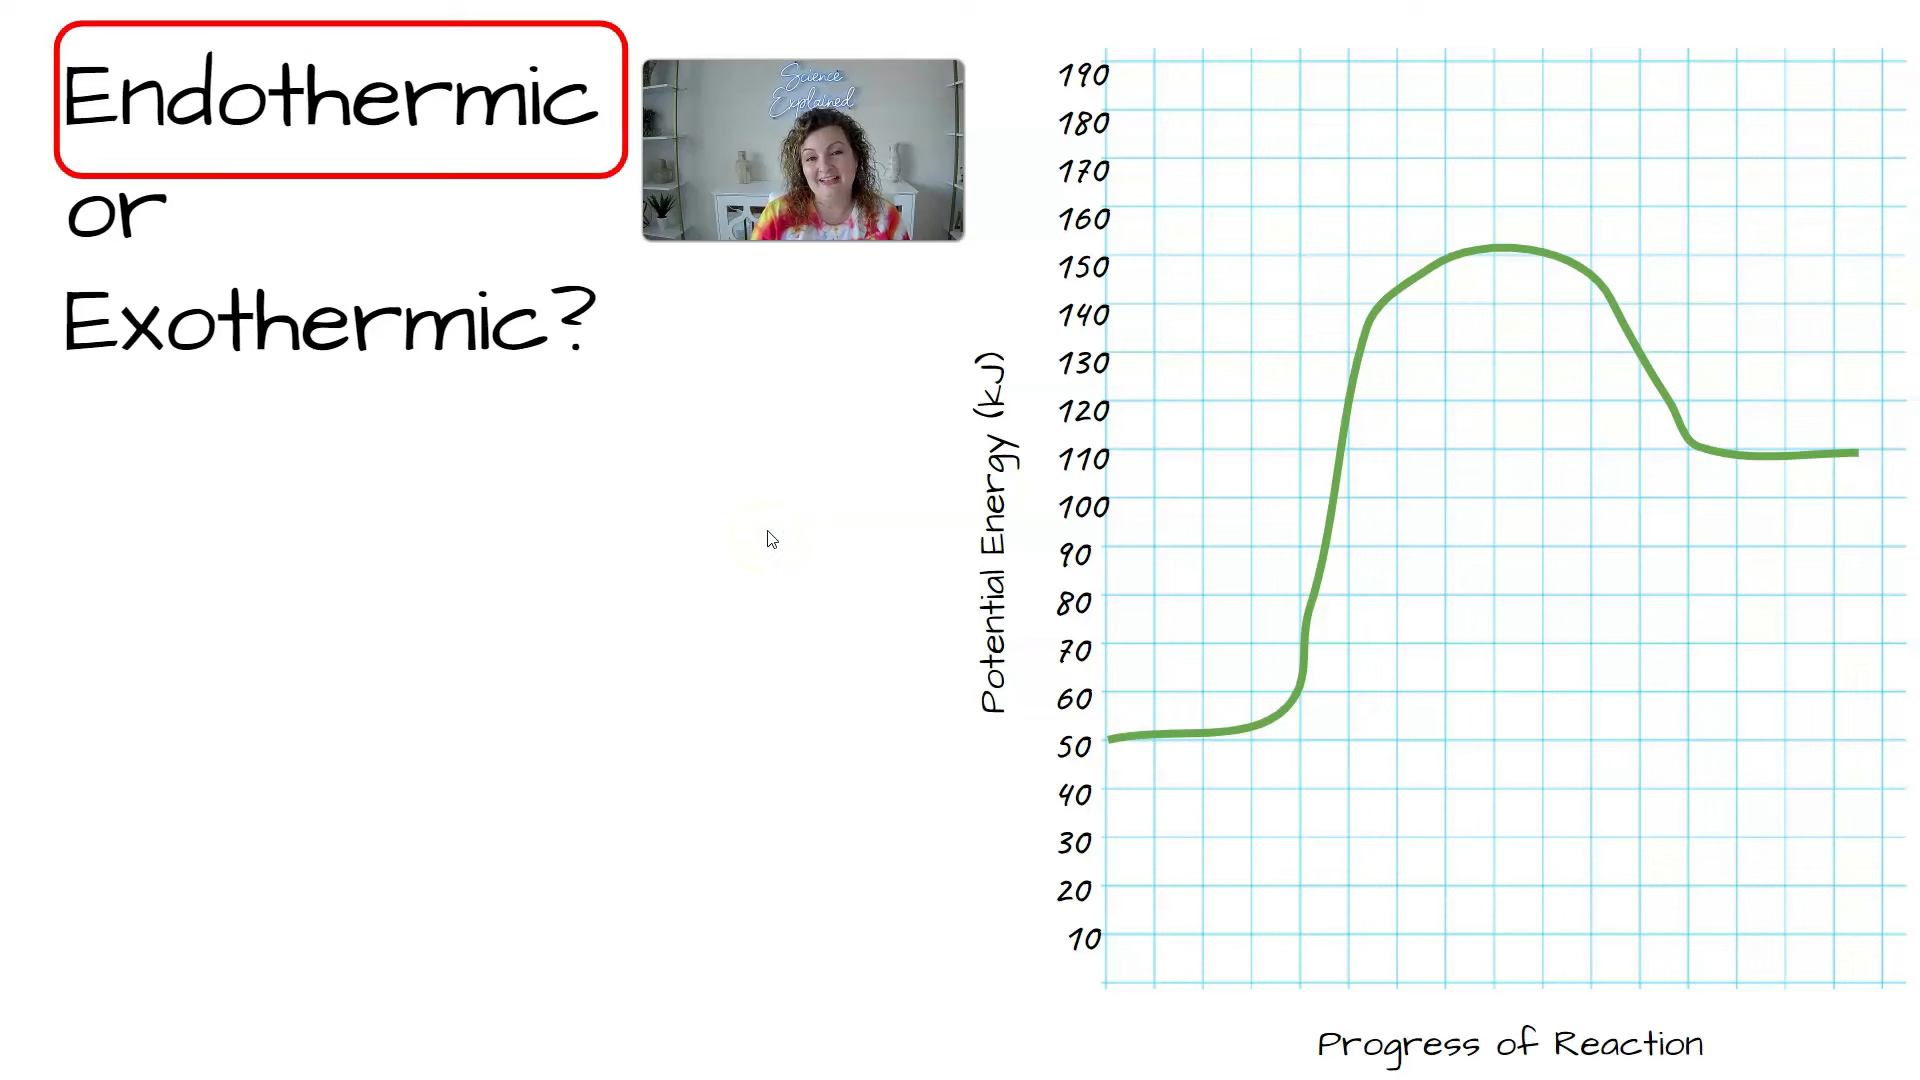 Endothermic
or
Exothermic?
Science
Explained
Potential Energy (kJ)
190
180
170
160
150
140
130
120
110
100
90
80
70
60
50
40
30
20
10
Progress of Reaction